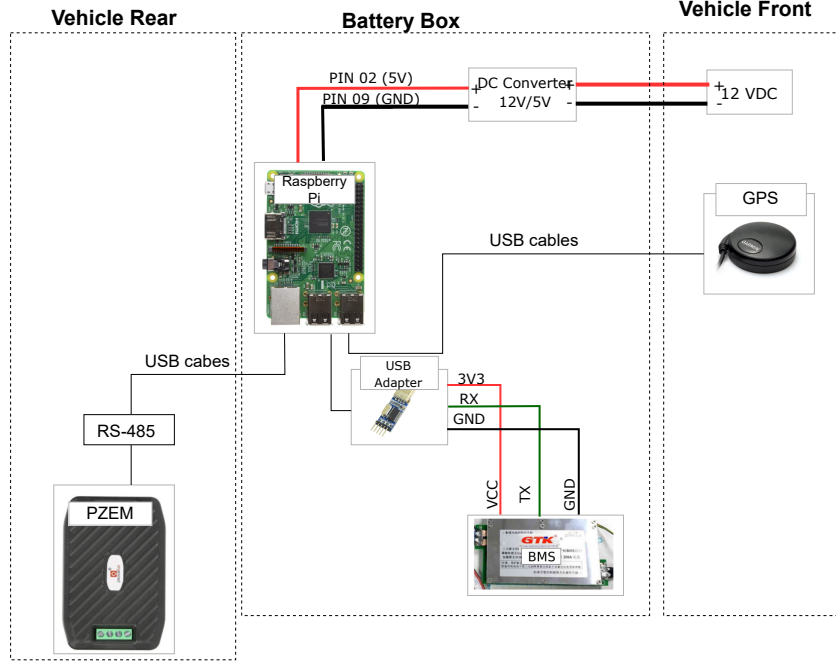 Vehicle Rear
Battery Box
Vehicle Front
PIN 02 (5V)
PIN 09 (GND)
+
-
DC Converter
12V/5V
+
-
+
-
12 VDC
Raspberry
Pi
GPS
USB cables
USB cabes
USB
Adapter
3V3
RX
GND
RS-485
VCC
TX
GND
PZEM
GTK
BMS